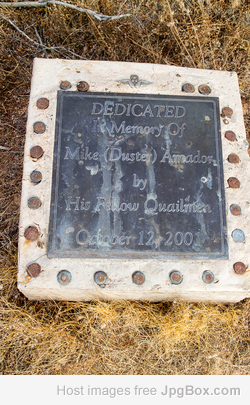 DEDICATED
In Memory Of
Mike (Duster) Amador
by
His Fellow Quailmen
October 12, 2001
Host images free JpgBox.com